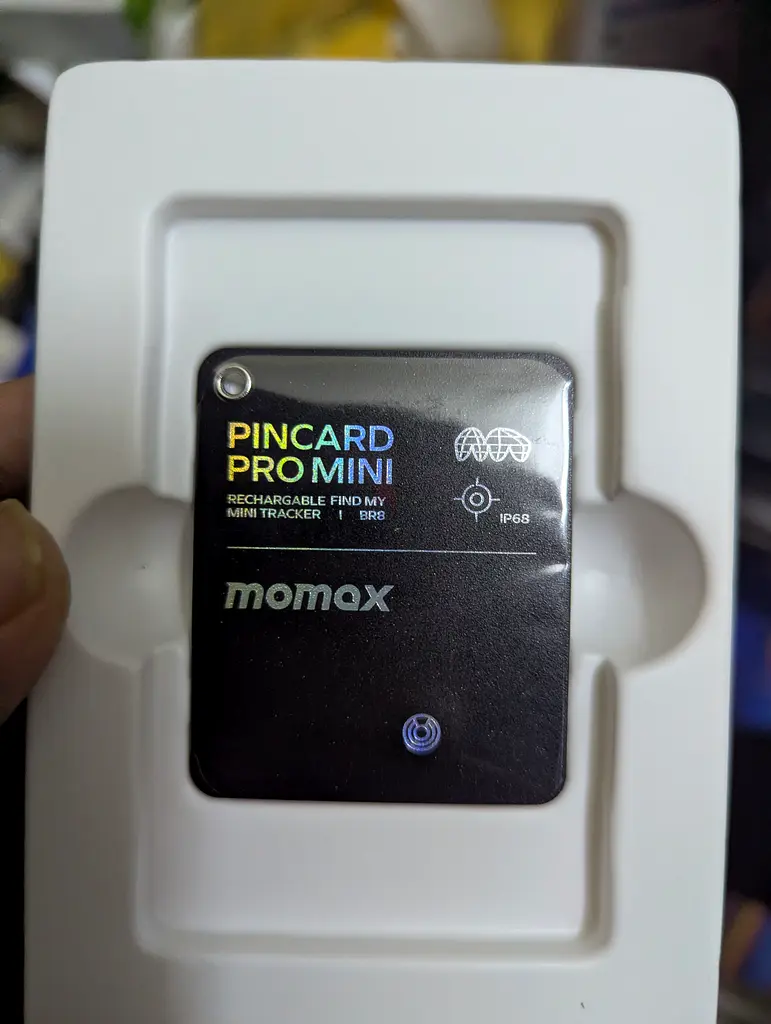 PINCARD
PRO MINI
RECHARGABLE FIND MY
MINI TRACKER | BR8
IP68
momax